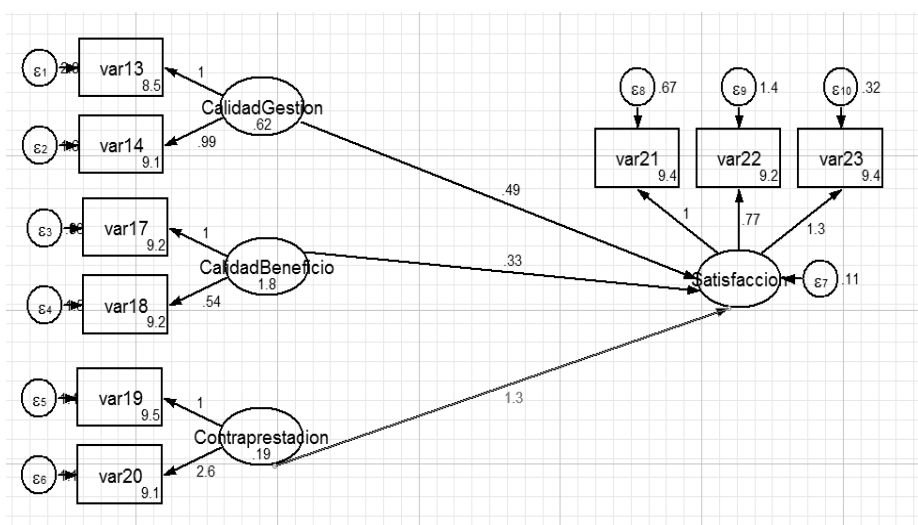 ε1
var13
8.5
1
CalidadGestion
.62
ε2
var14
9.1
.99
ε8
.67
ε9
1.4
ε10
.32
var21
9.4
var22
9.2
var23
9.4
.49
ε3
var17
9.2
1
CalidadBeneficio
1.8
ε4
var18
9.2
.54
.33
1
.77
1.3
Satisfaccion
ε7
.11
ε5
var19
9.5
1
Contraprestacion
.19
ε6
var20
9.1
2.6
1.3